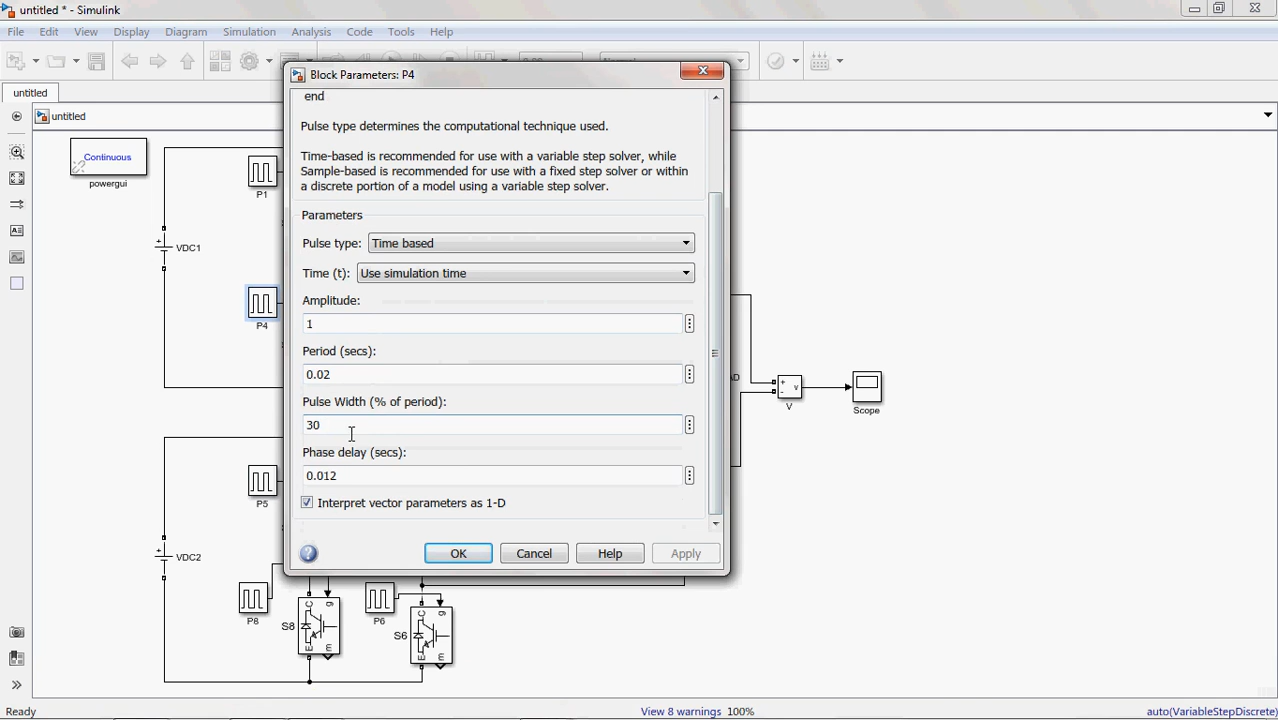 untitled * - Simulink
File Edit View Display Diagram Simulation Analysis Code Tools Help
untitled
untitled
Continuous
powergui
P1
VDC1
P4
P5
VDC2
P8
S8
C
g
E
m
P6
S6
C
g
E
m
+
v
-
V
Scope
Block Parameters: P4
end
Pulse type determines the computational technique used.
Time-based is recommended for use with a variable step solver, while
Sample-based is recommended for use with a fixed step solver or within
a discrete portion of a model using a variable step solver.
Parameters
Pulse type: Time based
Time (t): Use simulation time
Amplitude:
1
Period (secs):
0.02
Pulse Width (% of period):
30
Phase delay (secs):
0.012
Interpret vector parameters as 1-D
OK Cancel Help Apply
Ready View 8 warnings 100% auto(VariableStepDiscrete)